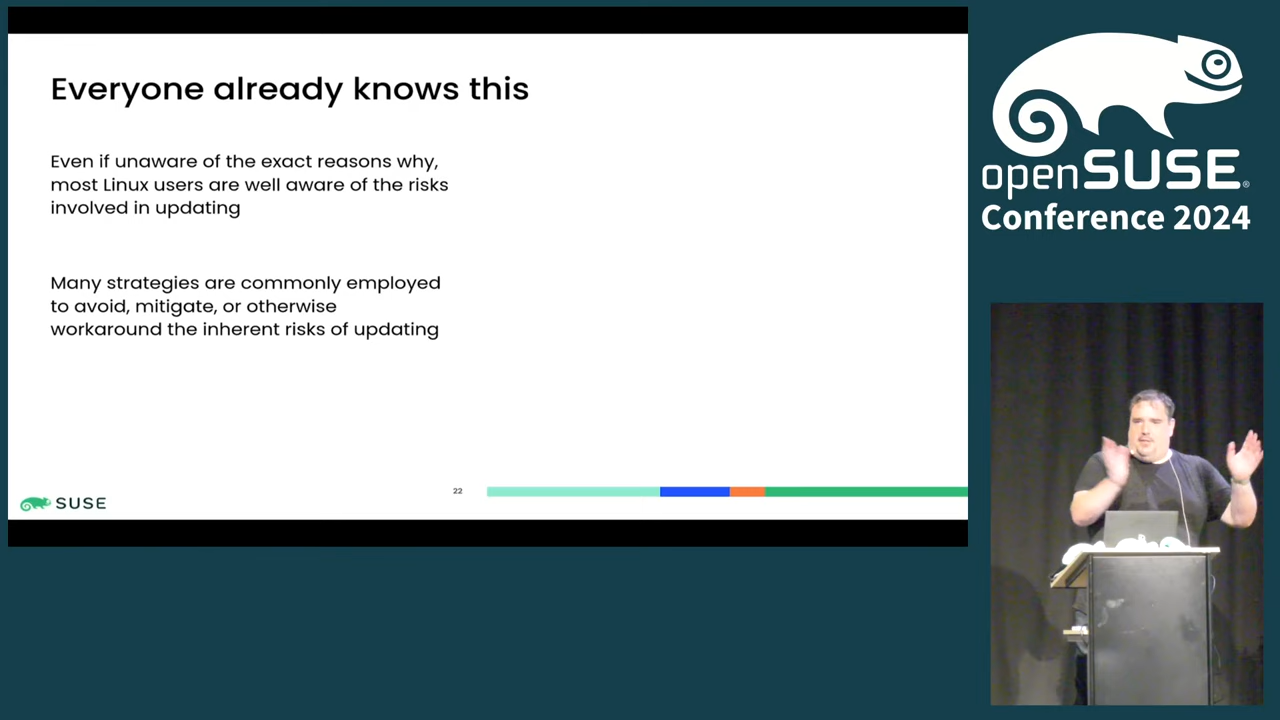 Everyone already knows this
Even if unaware of the exact reasons why,
most Linux users are well aware of the risks
involved in updating
Many strategies are commonly employed
to avoid, mitigate, or otherwise
workaround the inherent risks of updating
22
SUSE
openSUSE®
Conference 2024